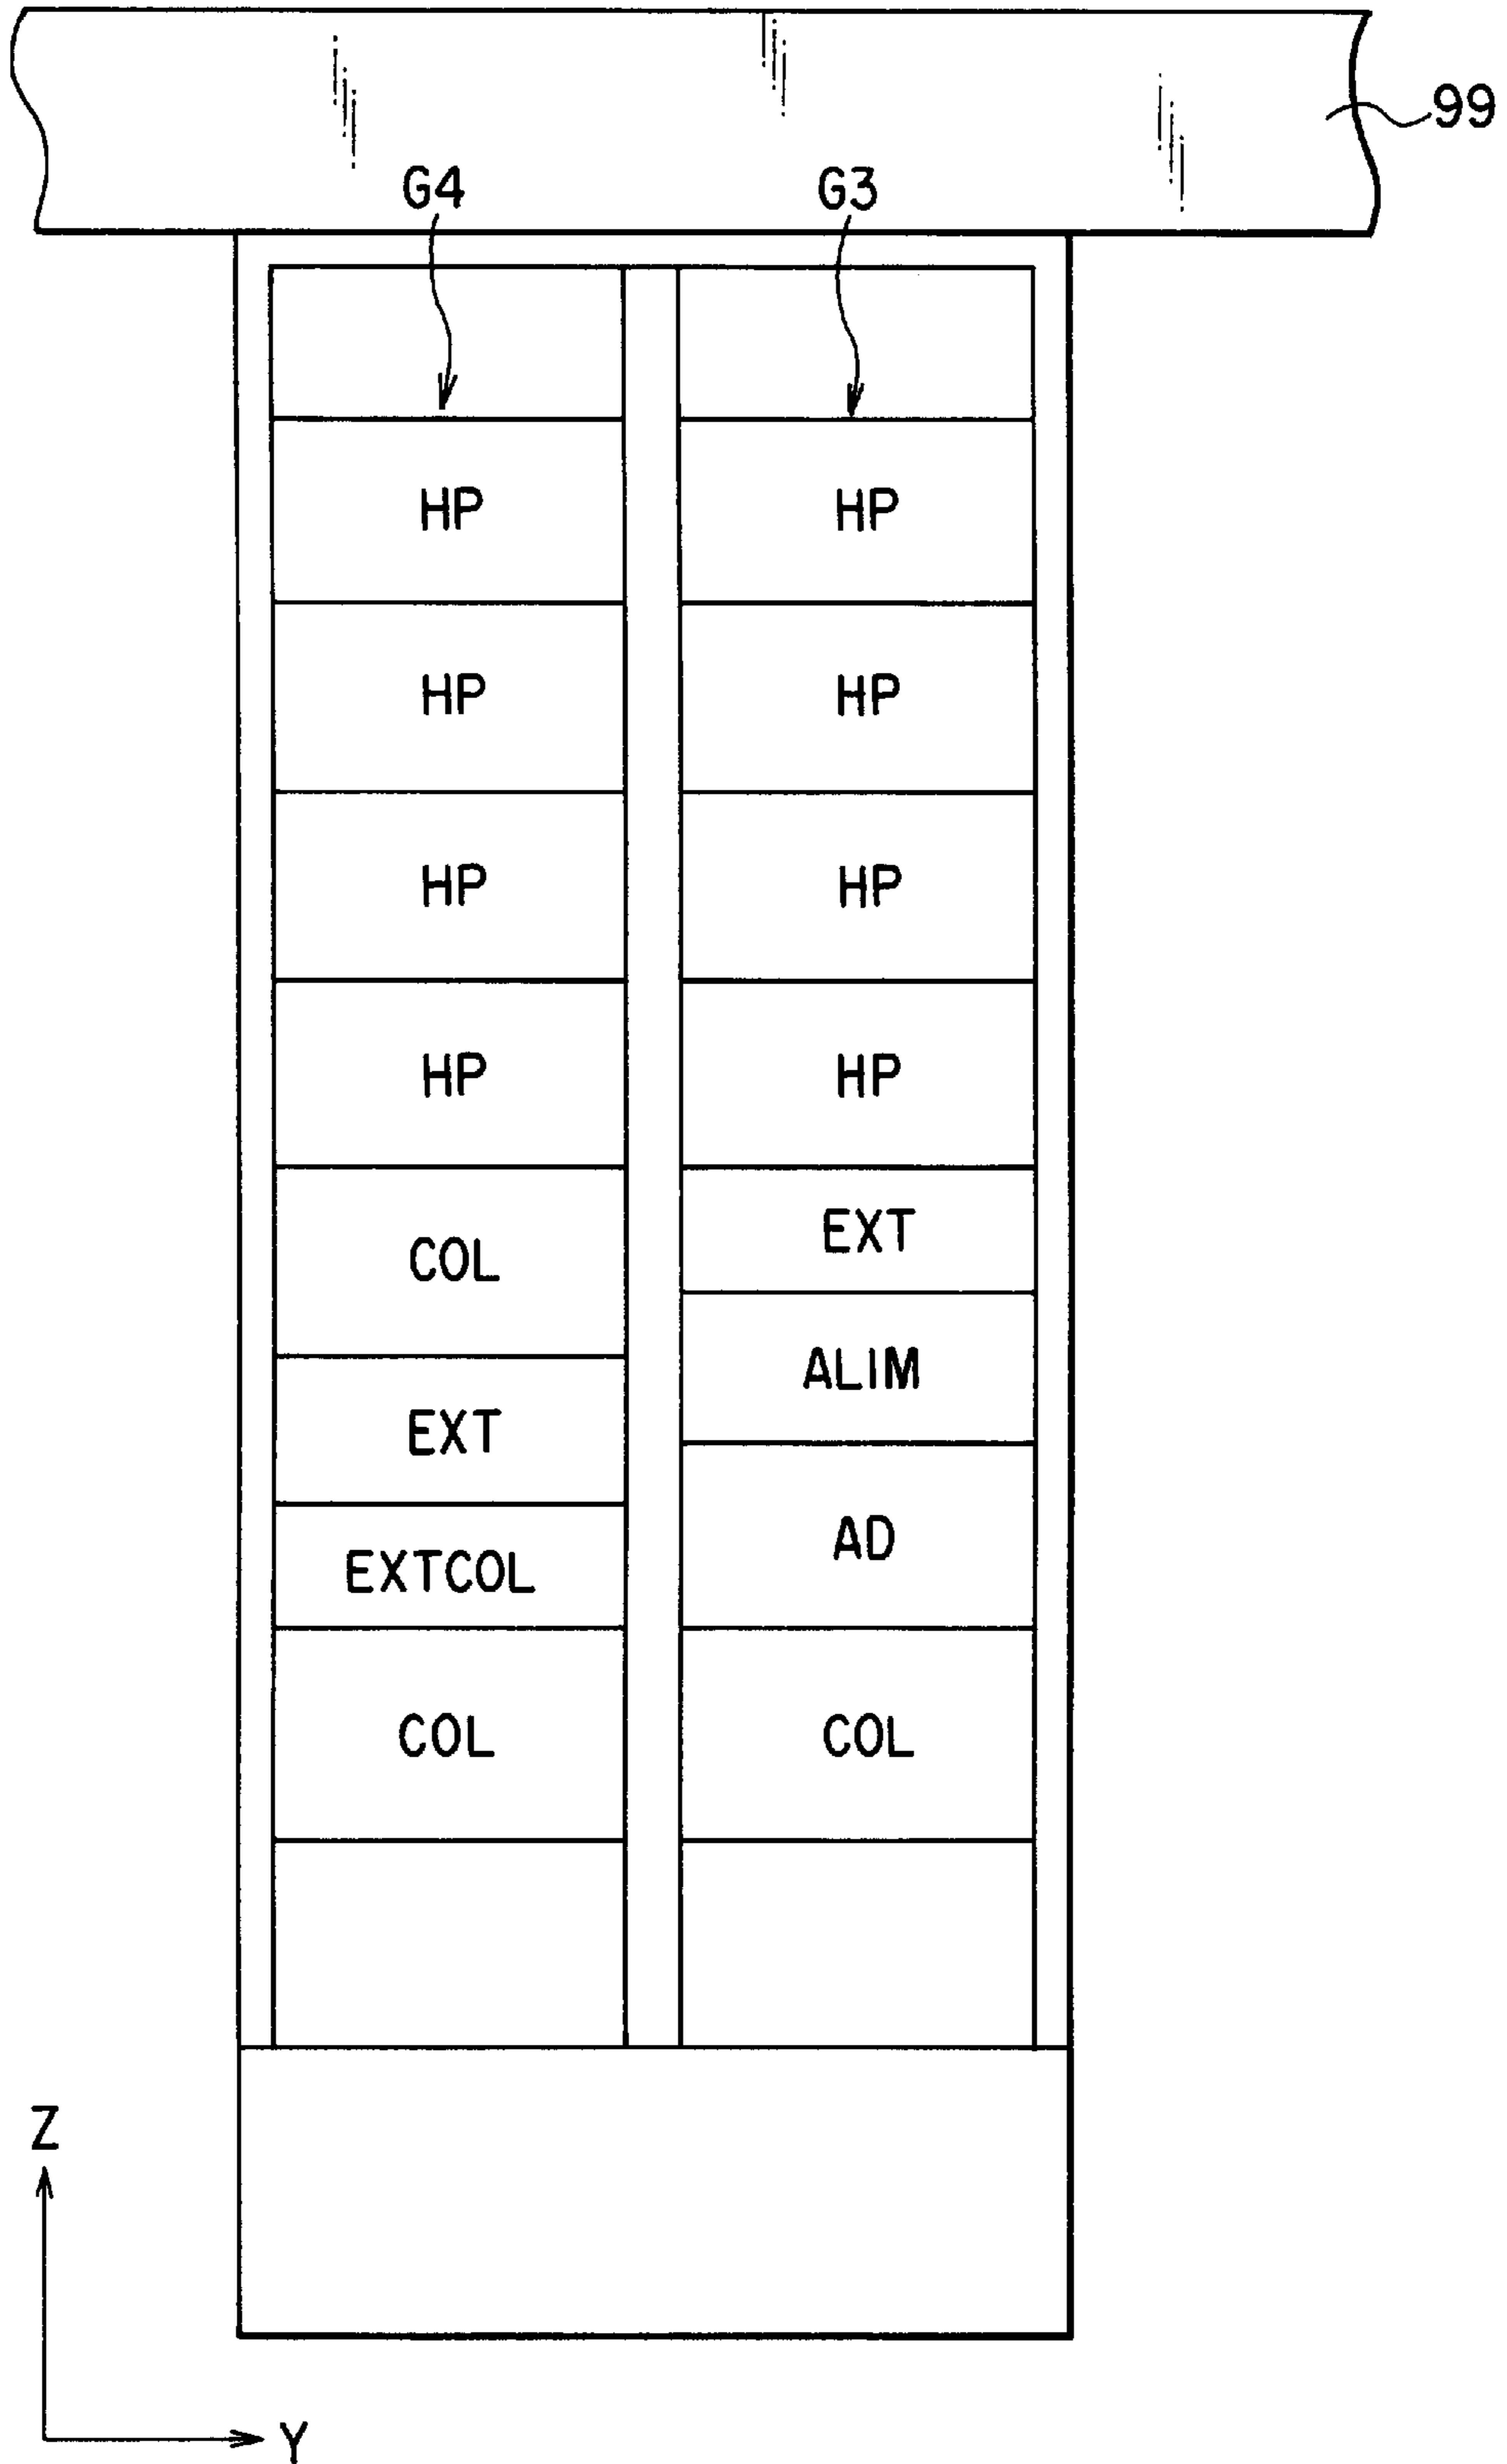 99
G4 G3
HP HP
HP HP
HP HP
HP HP
EXT
COL
ALIM
EXT
AD
EXTCOL
COL COL
Z
Y